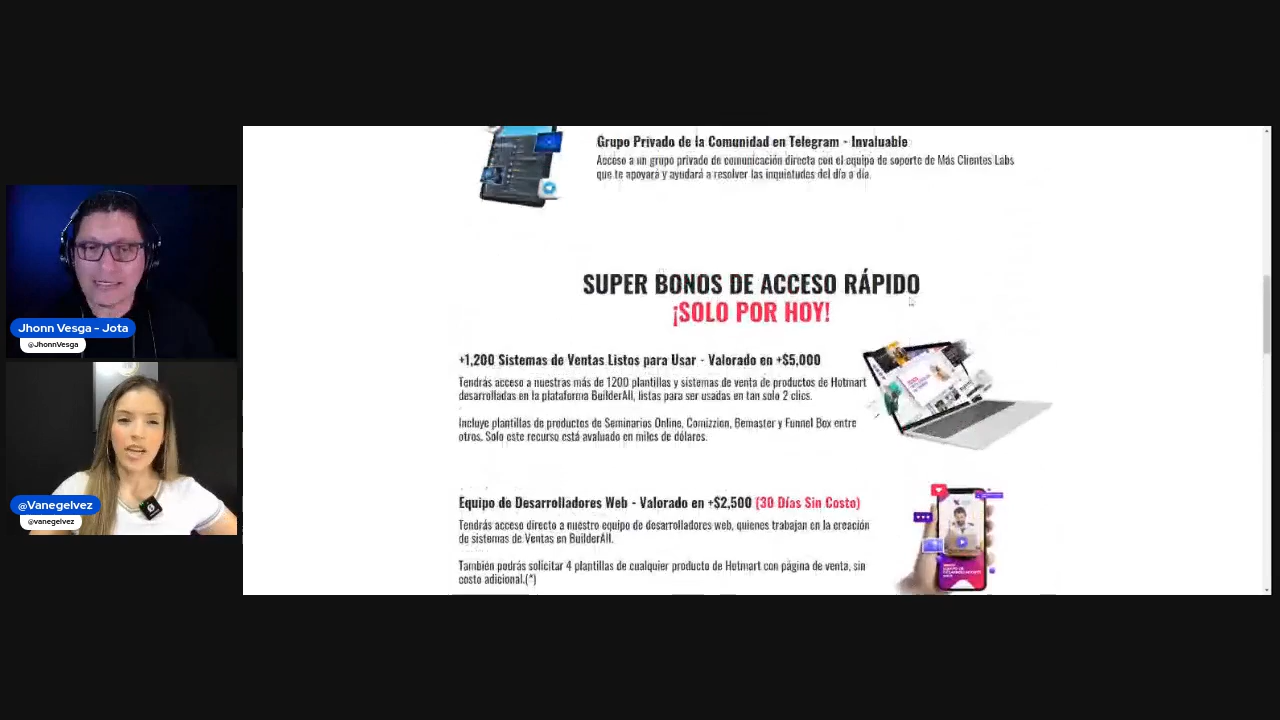 Grupo Privado de la Comunidad en Telegram - Invaluable
Acceso a un grupo privado de comunicación directa con el equipo de soporte de Más Clientes Labs
que te apoyará y ayudará a resolver las inquietudes del día a día.
SUPER BONOS DE ACCESO RÁPIDO
¡SOLO POR HOY!
+1,200 Sistemas de Ventas Listos para Usar - Valorado en +$5,000
Tendrás acceso a nuestras más de 1200 plantillas y sistemas de venta de productos de Hotmart
desarrolladas en la plataforma BuilderAll, listas para ser usadas en tan solo 2 clics.
Incluye plantillas de productos de Seminarios Online, Comizzion, Gemaster y Funnel Box entre
otros. Solo este recurso está avaluado en miles de dólares.
Equipo de Desarrolladores Web - Valorado en +$2,500 (30 Días Sin Costo)
Tendrás acceso directo a nuestro equipo de desarrolladores web, quienes trabajan en la creación
de sistemas de Ventas en BuilderAll.
También podrás solicitar 4 plantillas de cualquier producto de Hotmart con página de venta, sin
costo adicional.(*)
Jhonn Vesga - Jota
@JhonnVesga
@Vanegelvez
@vanegelvez